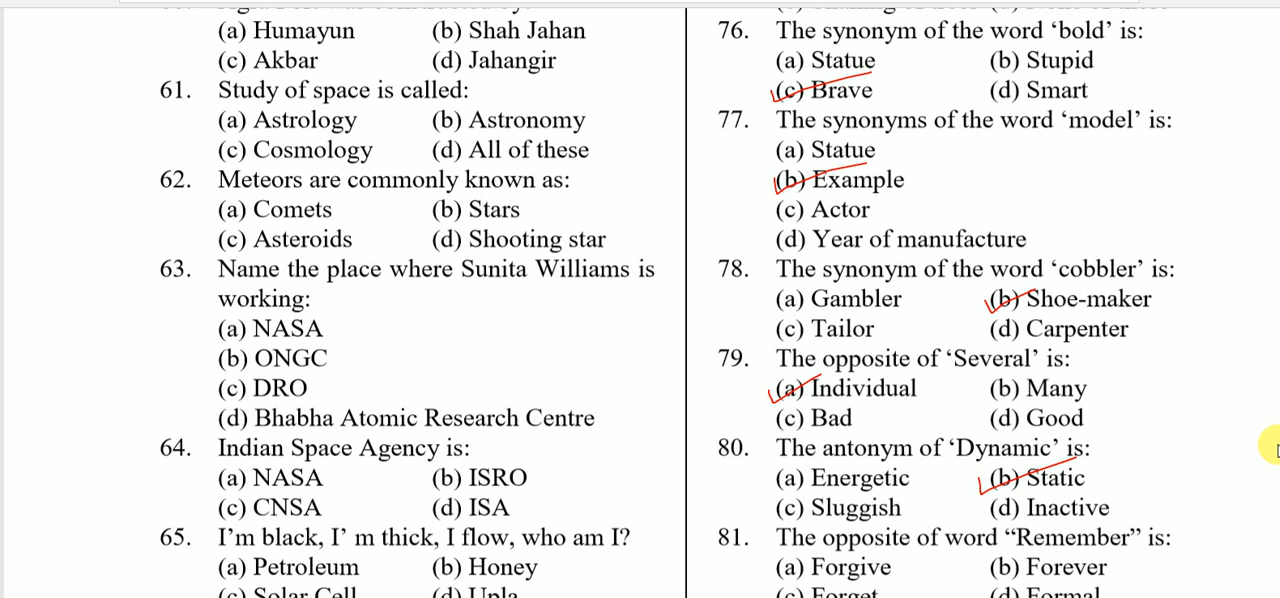 (a) Humayun (b) Shah Jahan
(c) Akbar (d) Jahangir
61. Study of space is called:
(a) Astrology (b) Astronomy
(c) Cosmology (d) All of these
62. Meteors are commonly known as:
(a) Comets (b) Stars
(c) Asteroids (d) Shooting star
63. Name the place where Sunita Williams is
working:
(a) NASA
(b) ONGC
(c) DRO
(d) Bhabha Atomic Research Centre
64. Indian Space Agency is:
(a) NASA (b) ISRO
(c) CNSA (d) ISA
65. I’m black, I’ m thick, I flow, who am I?
(a) Petroleum (b) Honey
(c) Solar Cell (d) Upla
76. The synonym of the word ‘bold’ is:
(a) Statue (b) Stupid
(c) Brave (d) Smart
77. The synonyms of the word ‘model’ is:
(a) Statue
(b) Example
(c) Actor
(d) Year of manufacture
78. The synonym of the word ‘cobbler’ is:
(a) Gambler (b) Shoe-maker
(c) Tailor (d) Carpenter
79. The opposite of ‘Several’ is:
(a) Individual (b) Many
(c) Bad (d) Good
80. The antonym of ‘Dynamic’ is:
(a) Energetic (b) Static
(c) Sluggish (d) Inactive
81. The opposite of word “Remember” is:
(a) Forgive (b) Forever
(c) Forget (d) Formal